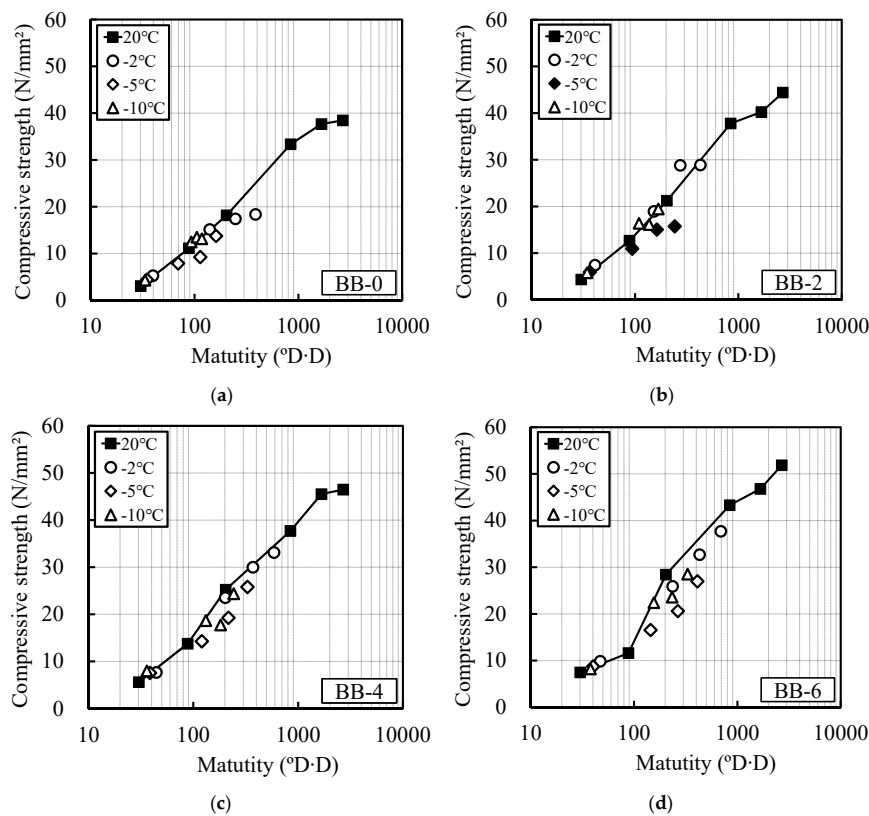 60
50
40
30
20
10
0
Compressive strength (N/mm²)
20℃
-2℃
-5℃
-10℃
BB-0
10 100 1000 10000
Matutity (ºD·D)
(a)
60
50
40
30
20
10
0
Compressive strength (N/mm²)
20℃
-2℃
-5℃
-10℃
BB-2
10 100 1000 10000
Matutity (ºD·D)
(b)
60
50
40
30
20
10
0
Compressive strength (N/mm²)
20℃
-2℃
-5℃
-10℃
BB-4
10 100 1000 10000
Matutity (ºD·D)
(c)
60
50
40
30
20
10
0
Compressive strength (N/mm²)
20℃
-2℃
-5℃
-10℃
BB-6
10 100 1000 10000
Matutity (ºD·D)
(d)